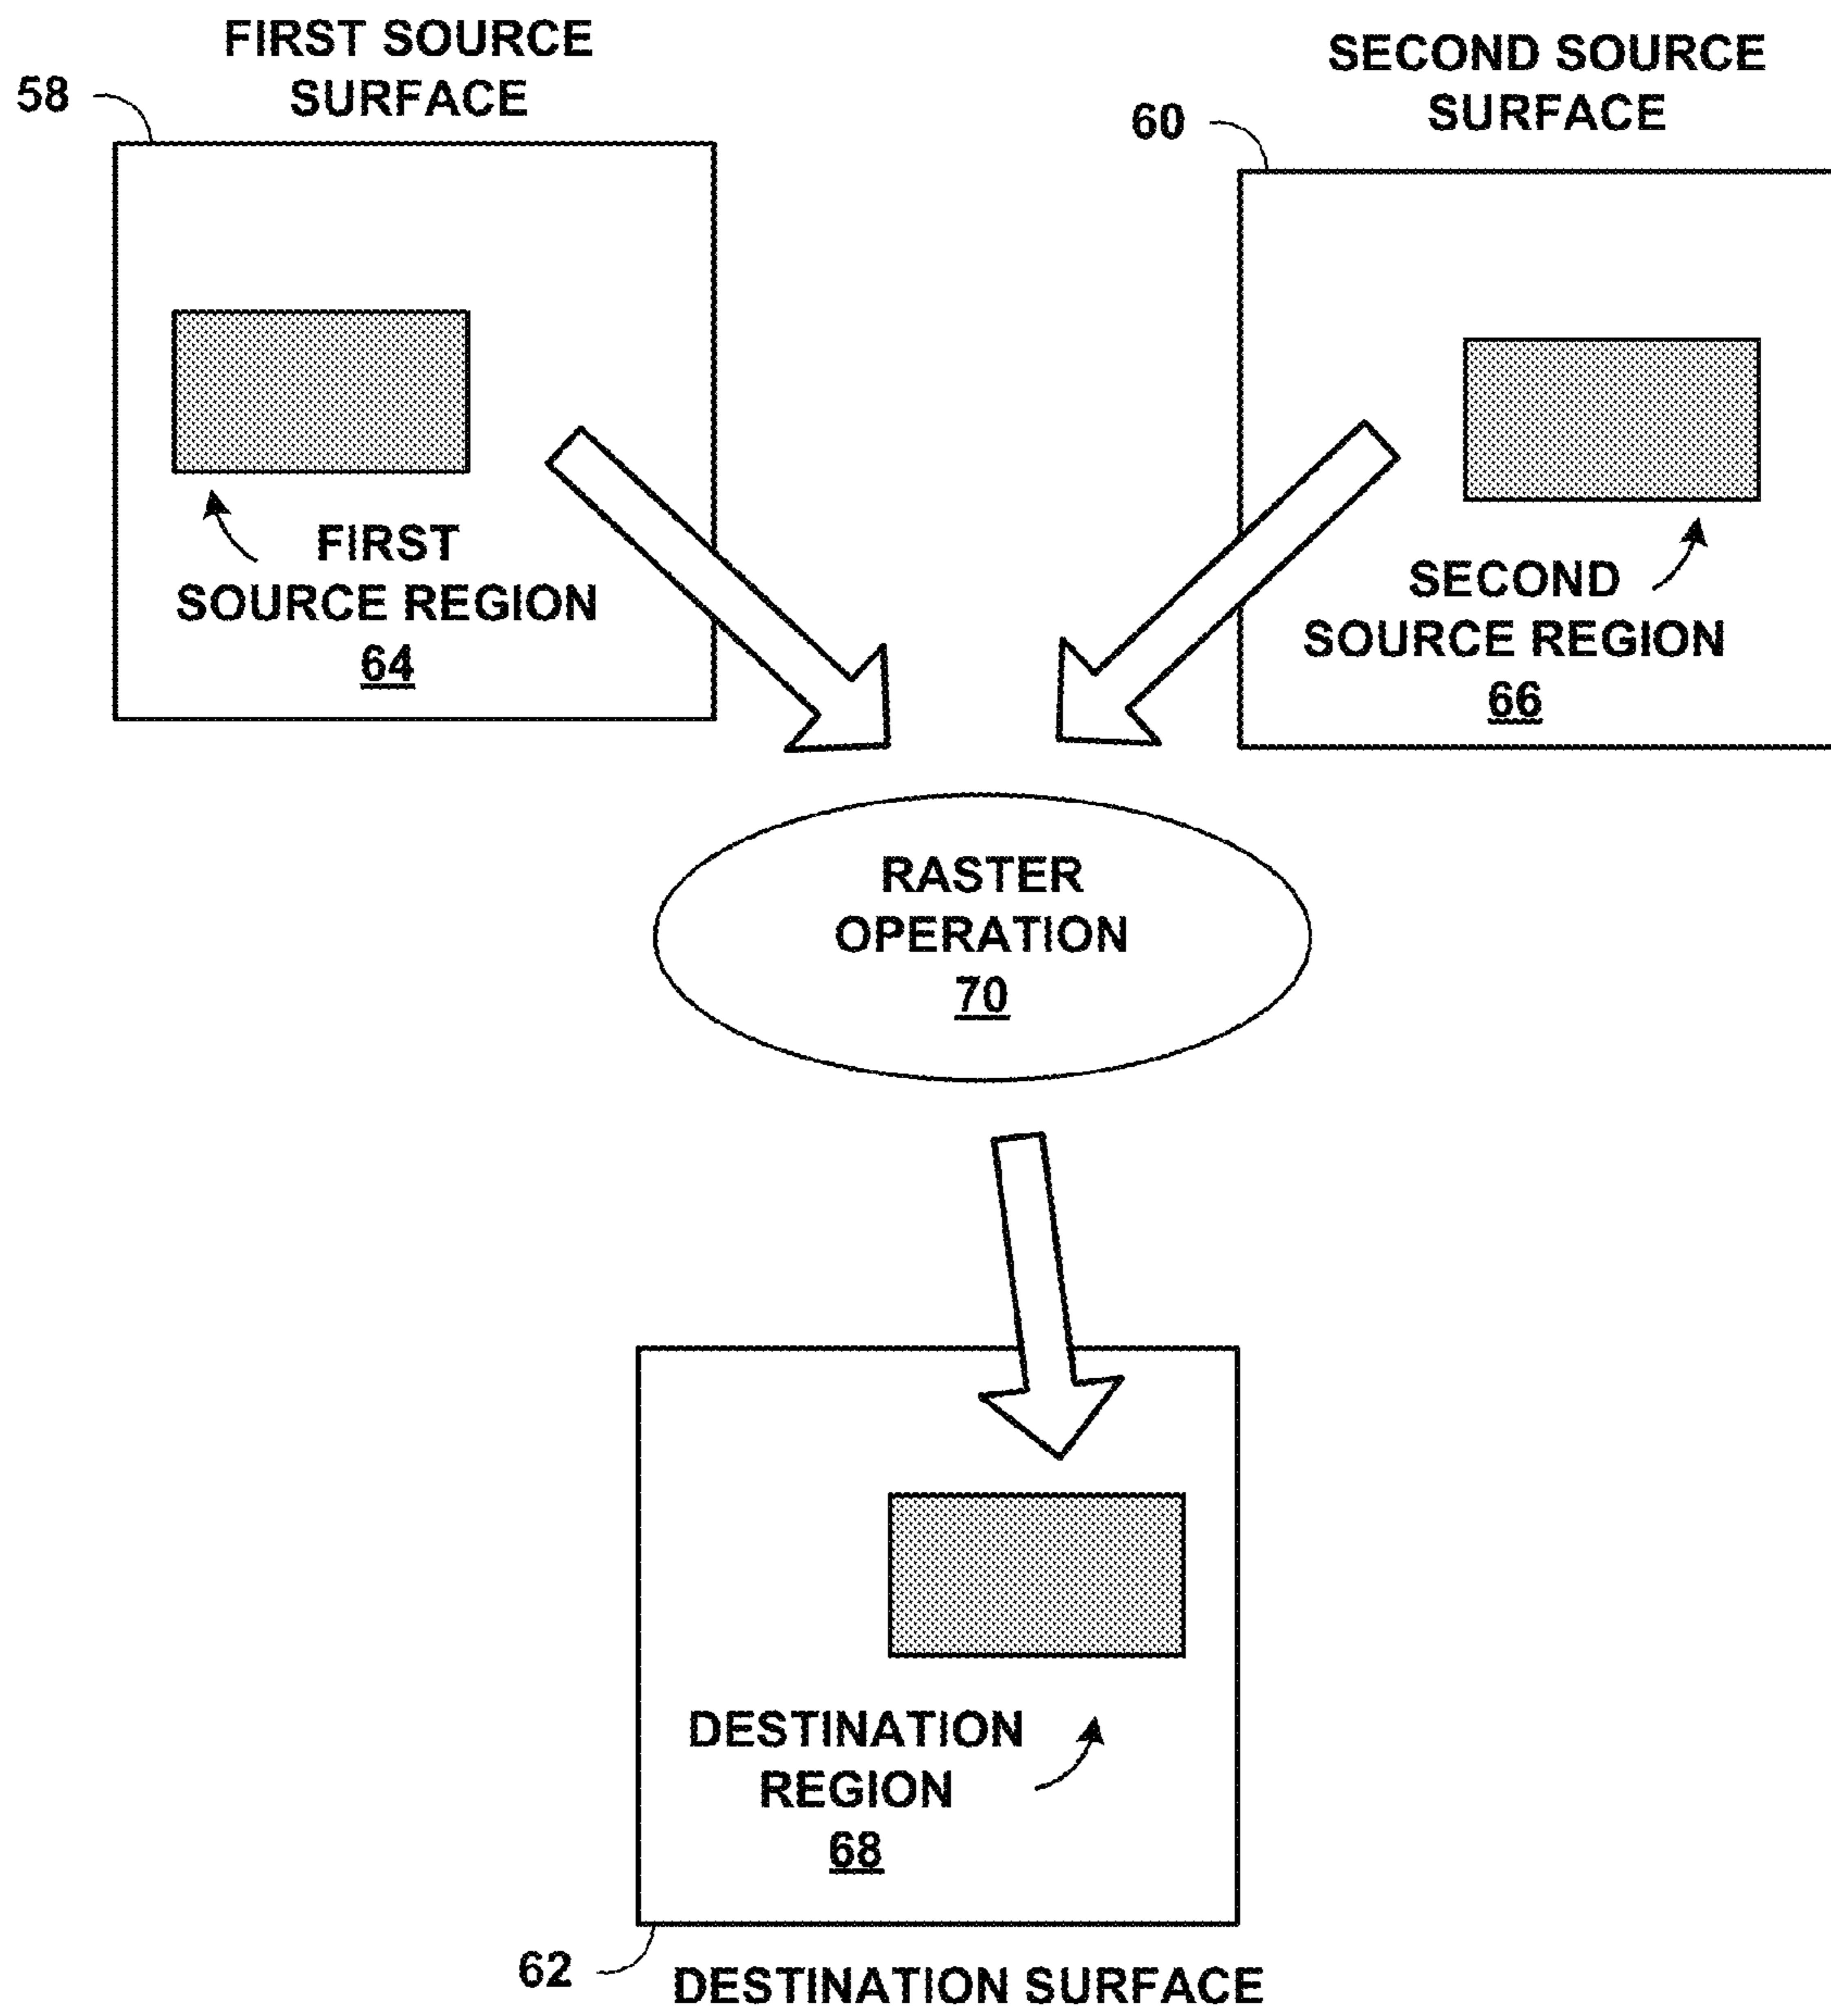 FIRST SOURCE
SURFACE
58
SECOND SOURCE
SURFACE
60
FIRST
SOURCE REGION
64
SECOND
SOURCE REGION
66
RASTER
OPERATION
70
DESTINATION
REGION
68
62
DESTINATION SURFACE